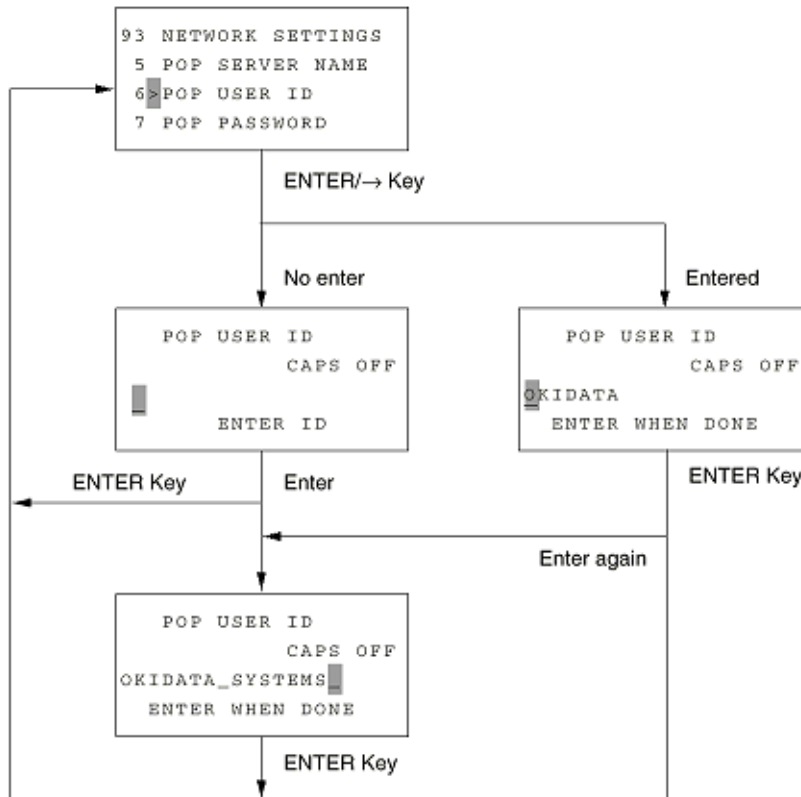 93 NETWORK SETTINGS
5 POP SERVER NAME
6>POP USER ID
7 POP PASSWORD
ENTER/→ Key
No enter
Entered
POP USER ID
CAPS OFF
_
ENTER ID
POP USER ID
CAPS OFF
OKIDATA
ENTER WHEN DONE
ENTER Key
Enter
ENTER Key
Enter again
POP USER ID
CAPS OFF
OKIDATA_SYSTEMS_
ENTER WHEN DONE
ENTER Key